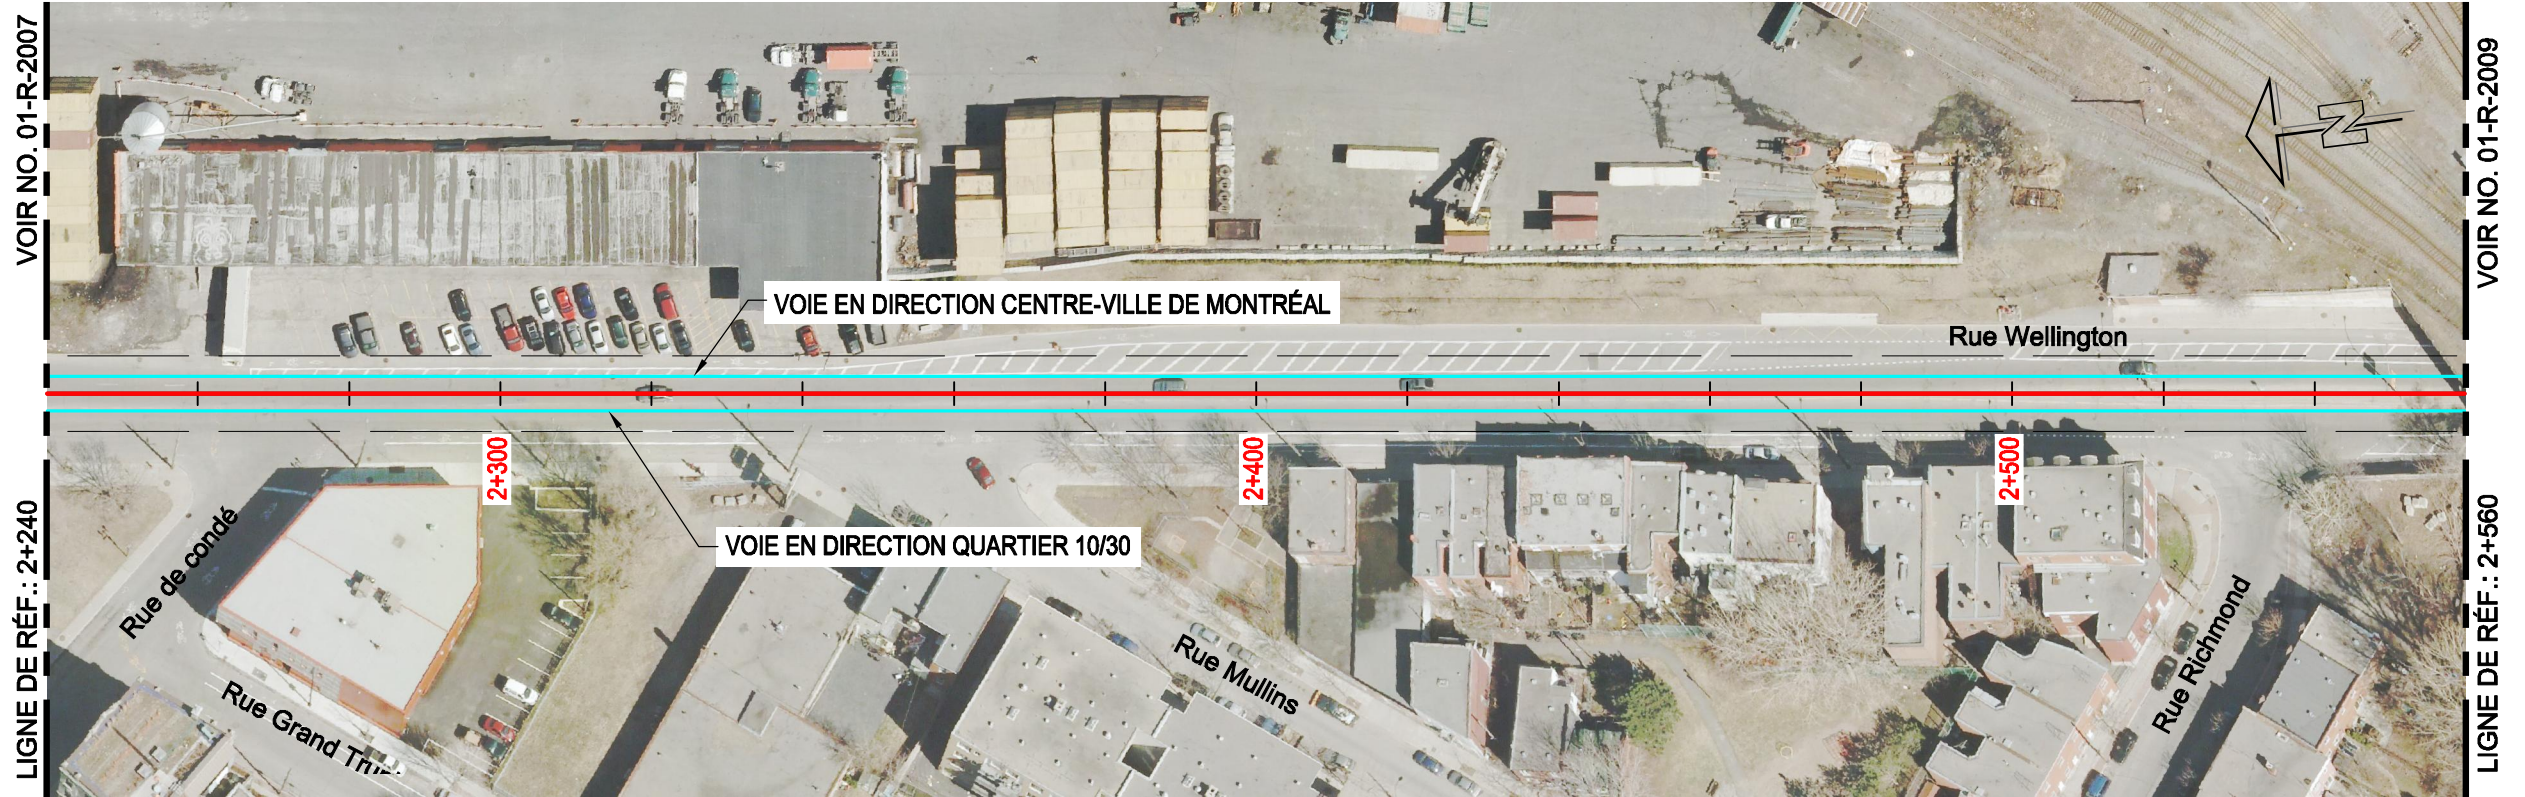 VOIR NO. 01-R-2007
LIGNE DE RÉF.: 2+240
VOIE EN DIRECTION CENTRE-VILLE DE MONTRÉAL
Rue Wellington
N
2+300
2+400
2+500
VOIE EN DIRECTION QUARTIER 10/30
Rue de condé
Rue Grand
Rue Mullins
Rue Richmond
VOIR NO. 01-R-2009
LIGNE DE RÉF.: 2+560